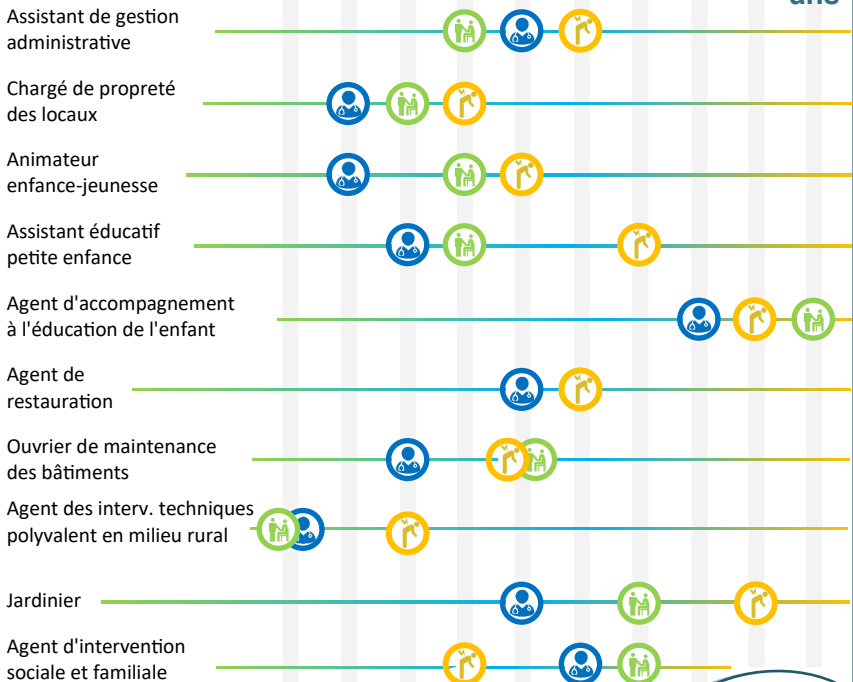 ans
Assistant de gestion
administrative
Chargé de propreté
des locaux
Animateur
enfance-jeunesse
Assistant éducatif
petite enfance
Agent d'accompagnement
à l'éducation de l'enfant
Agent de
restauration
Ouvrier de maintenance
des bâtiments
Agent des interv. techniques
polyvalent en milieu rural
Jardinier
Agent d'intervention
sociale et familiale